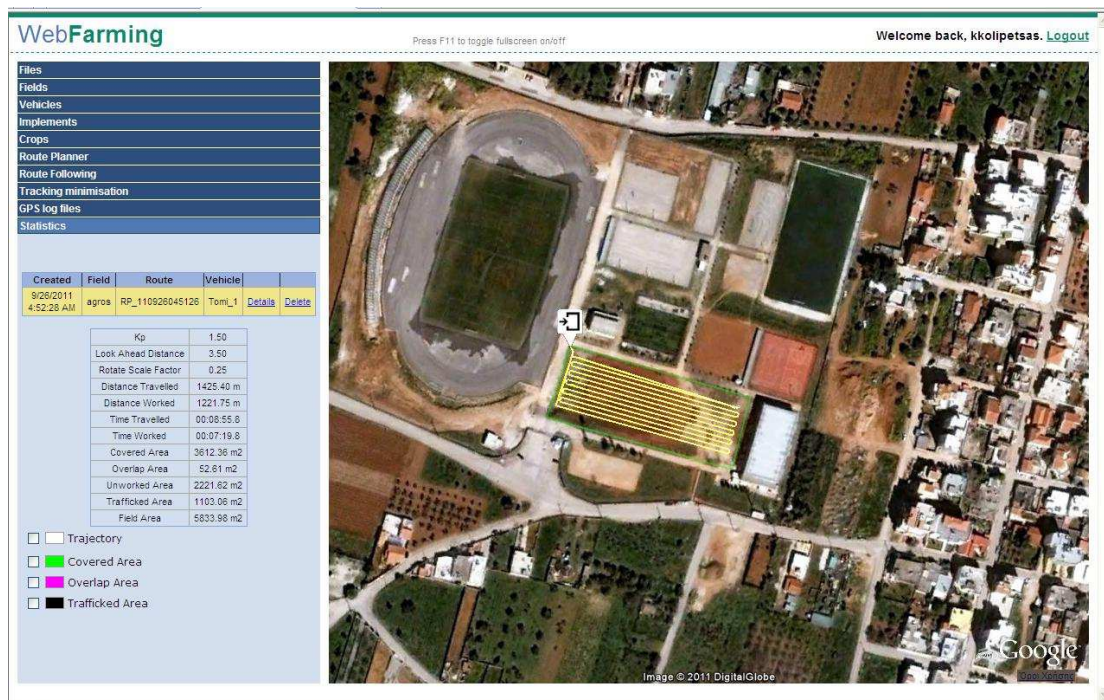 WebFarming
Press F11 to toggle fullscreen on/off
Welcome back, kkolipetsas. Logout
Files
Fields
Vehicles
Implements
Crops
Route Planner
Route Following
Tracking minimisation
GPS log files
Statistics
Created Field Route Vehicle
9/26/2011
4:52:28 AM agros RP_110926045126 Tomi_1 Details Delete
Kp 1.50
Look Ahead Distance 3.50
Rotate Scale Factor 0.25
Distance Travelled 1425.40 m
Distance Worked 1221.75 m
Time Travelled 00:08:55.8
Time Worked 00:07:19.8
Covered Area 3612.36 m2
Overlap Area 52.61 m2
Unworked Area 2221.62 m2
Trafficked Area 1103.06 m2
Field Area 5833.98 m2
Trajectory
Covered Area
Overlap Area
Trafficked Area
Google
Image © 2011 DigitalGlobe
Όροι Χρήσης